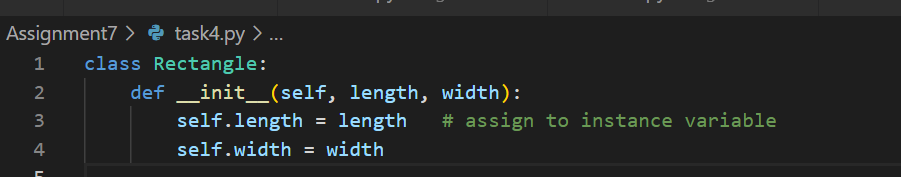 Assignment7 > task4.py > ...
1 class Rectangle:
2     def __init__(self, length, width):
3         self.length = length   # assign to instance variable
4         self.width = width